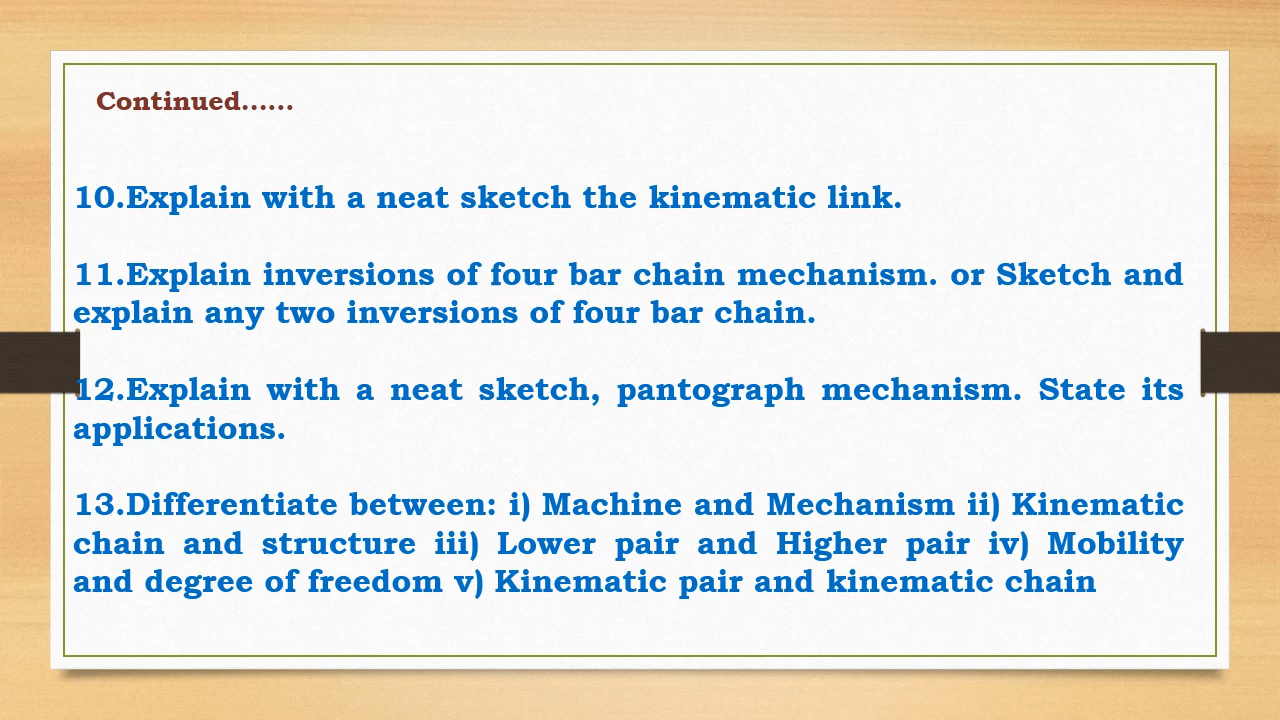 Continued......
10.Explain with a neat sketch the kinematic link.
11.Explain inversions of four bar chain mechanism. or Sketch and
explain any two inversions of four bar chain.
12.Explain with a neat sketch, pantograph mechanism. State its
applications.
13.Differentiate between: i) Machine and Mechanism ii) Kinematic
chain and structure iii) Lower pair and Higher pair iv) Mobility
and degree of freedom v) Kinematic pair and kinematic chain